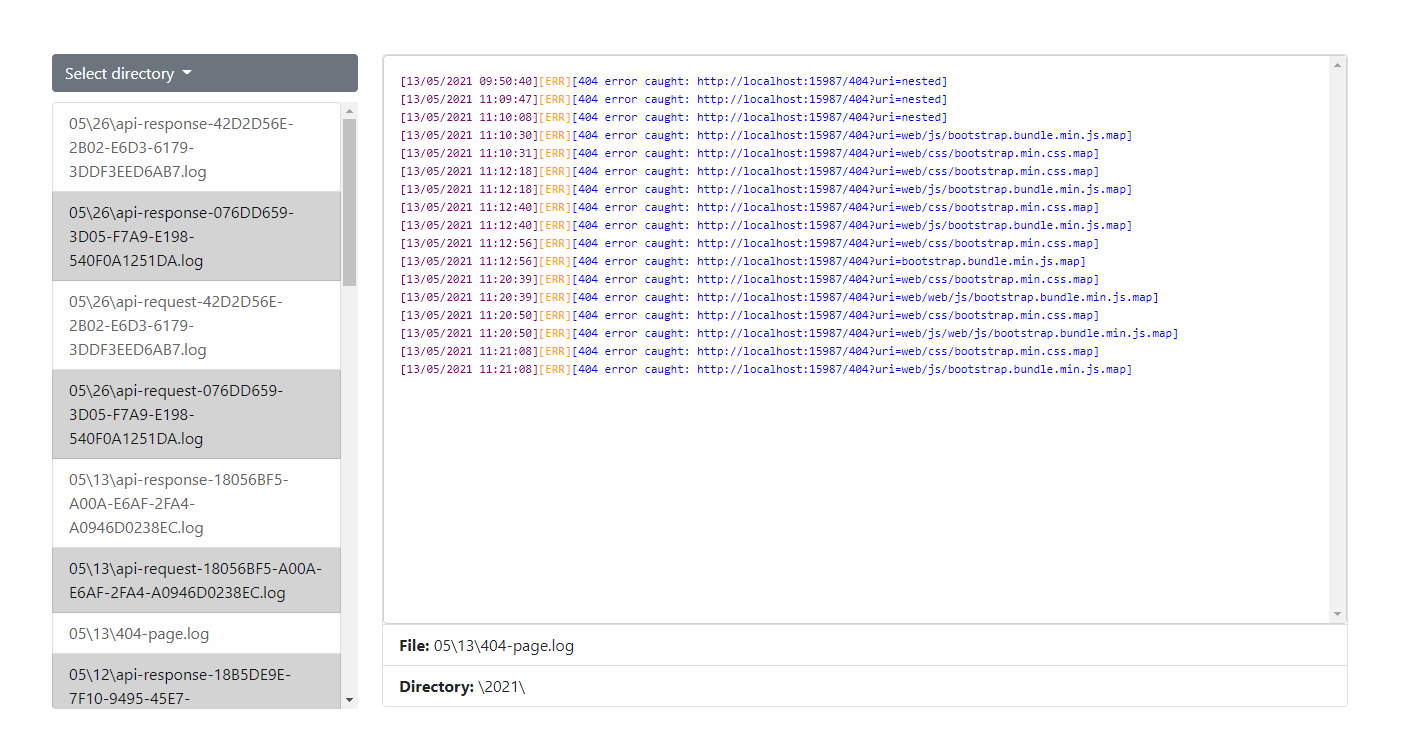 Select directory
05\26\api-response-42D2D56E-
2B02-E6D3-6179-
3DDF3EED6AB7.log
05\26\api-response-076DD659-
3D05-F7A9-E198-
540F0A1251DA.log
05\26\api-request-42D2D56E-
2B02-E6D3-6179-
3DDF3EED6AB7.log
05\26\api-request-076DD659-
3D05-F7A9-E198-
540F0A1251DA.log
05\13\api-response-18056BF5-
A00A-E6AF-2FA4-
A0946D0238EC.log
05\13\api-request-18056BF5-A00A-
E6AF-2FA4-A0946D0238EC.log
05\13\404-page.log
05\12\api-response-18B5DE9E-
7F10-9495-45E7-
[13/05/2021 09:50:40][ERR][404 error caught: http://localhost:15987/404?uri=nested]
[13/05/2021 11:09:47][ERR][404 error caught: http://localhost:15987/404?uri=nested]
[13/05/2021 11:10:08][ERR][404 error caught: http://localhost:15987/404?uri=nested]
[13/05/2021 11:10:30][ERR][404 error caught: http://localhost:15987/404?uri=web/js/bootstrap.bundle.min.js.map]
[13/05/2021 11:10:31][ERR][404 error caught: http://localhost:15987/404?uri=web/css/bootstrap.min.css.map]
[13/05/2021 11:12:18][ERR][404 error caught: http://localhost:15987/404?uri=web/css/bootstrap.min.css.map]
[13/05/2021 11:12:18][ERR][404 error caught: http://localhost:15987/404?uri=web/js/bootstrap.bundle.min.js.map]
[13/05/2021 11:12:40][ERR][404 error caught: http://localhost:15987/404?uri=web/css/bootstrap.min.css.map]
[13/05/2021 11:12:40][ERR][404 error caught: http://localhost:15987/404?uri=web/js/bootstrap.bundle.min.js.map]
[13/05/2021 11:12:56][ERR][404 error caught: http://localhost:15987/404?uri=web/css/bootstrap.min.css.map]
[13/05/2021 11:12:56][ERR][404 error caught: http://localhost:15987/404?uri=bootstrap.bundle.min.js.map]
[13/05/2021 11:20:39][ERR][404 error caught: http://localhost:15987/404?uri=web/css/bootstrap.min.css.map]
[13/05/2021 11:20:39][ERR][404 error caught: http://localhost:15987/404?uri=web/web/js/bootstrap.bundle.min.js.map]
[13/05/2021 11:20:50][ERR][404 error caught: http://localhost:15987/404?uri=web/css/bootstrap.min.css.map]
[13/05/2021 11:20:50][ERR][404 error caught: http://localhost:15987/404?uri=web/js/web/js/bootstrap.bundle.min.js.map]
[13/05/2021 11:21:08][ERR][404 error caught: http://localhost:15987/404?uri=web/css/bootstrap.min.css.map]
[13/05/2021 11:21:08][ERR][404 error caught: http://localhost:15987/404?uri=web/js/bootstrap.bundle.min.js.map]
File: 05\13\404-page.log
Directory: \2021\